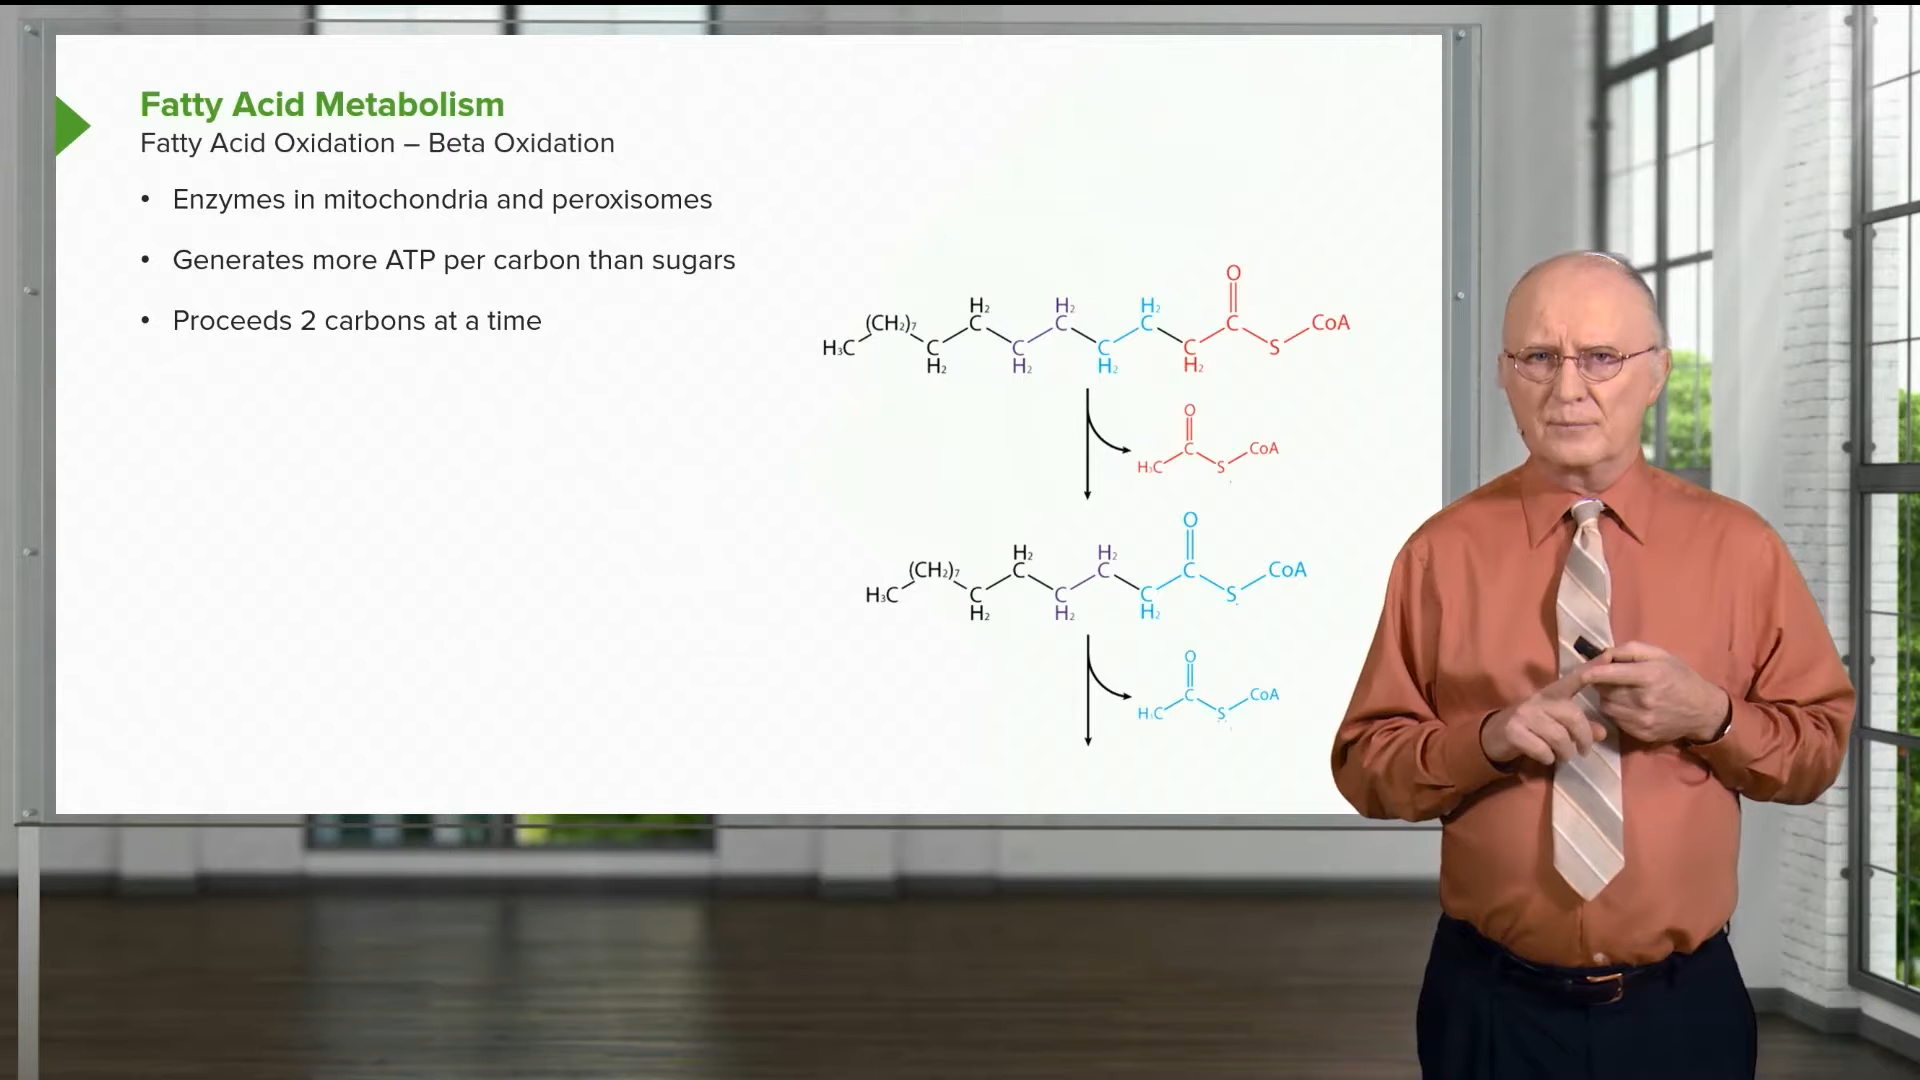 Fatty Acid Metabolism
Fatty Acid Oxidation – Beta Oxidation
• Enzymes in mitochondria and peroxisomes
• Generates more ATP per carbon than sugars
• Proceeds 2 carbons at a time
O
H₂ H₂ H₂
(CH₂)₇ C C C C CoA
H₃C C C C C S
H₂ H₂ H₂ H₂
O
C CoA
H₃C S
O
H₂ H₂
(CH₂)₇ C C C CoA
H₃C C C C S
H₂ H₂ H₂
O
C CoA
H₃C S